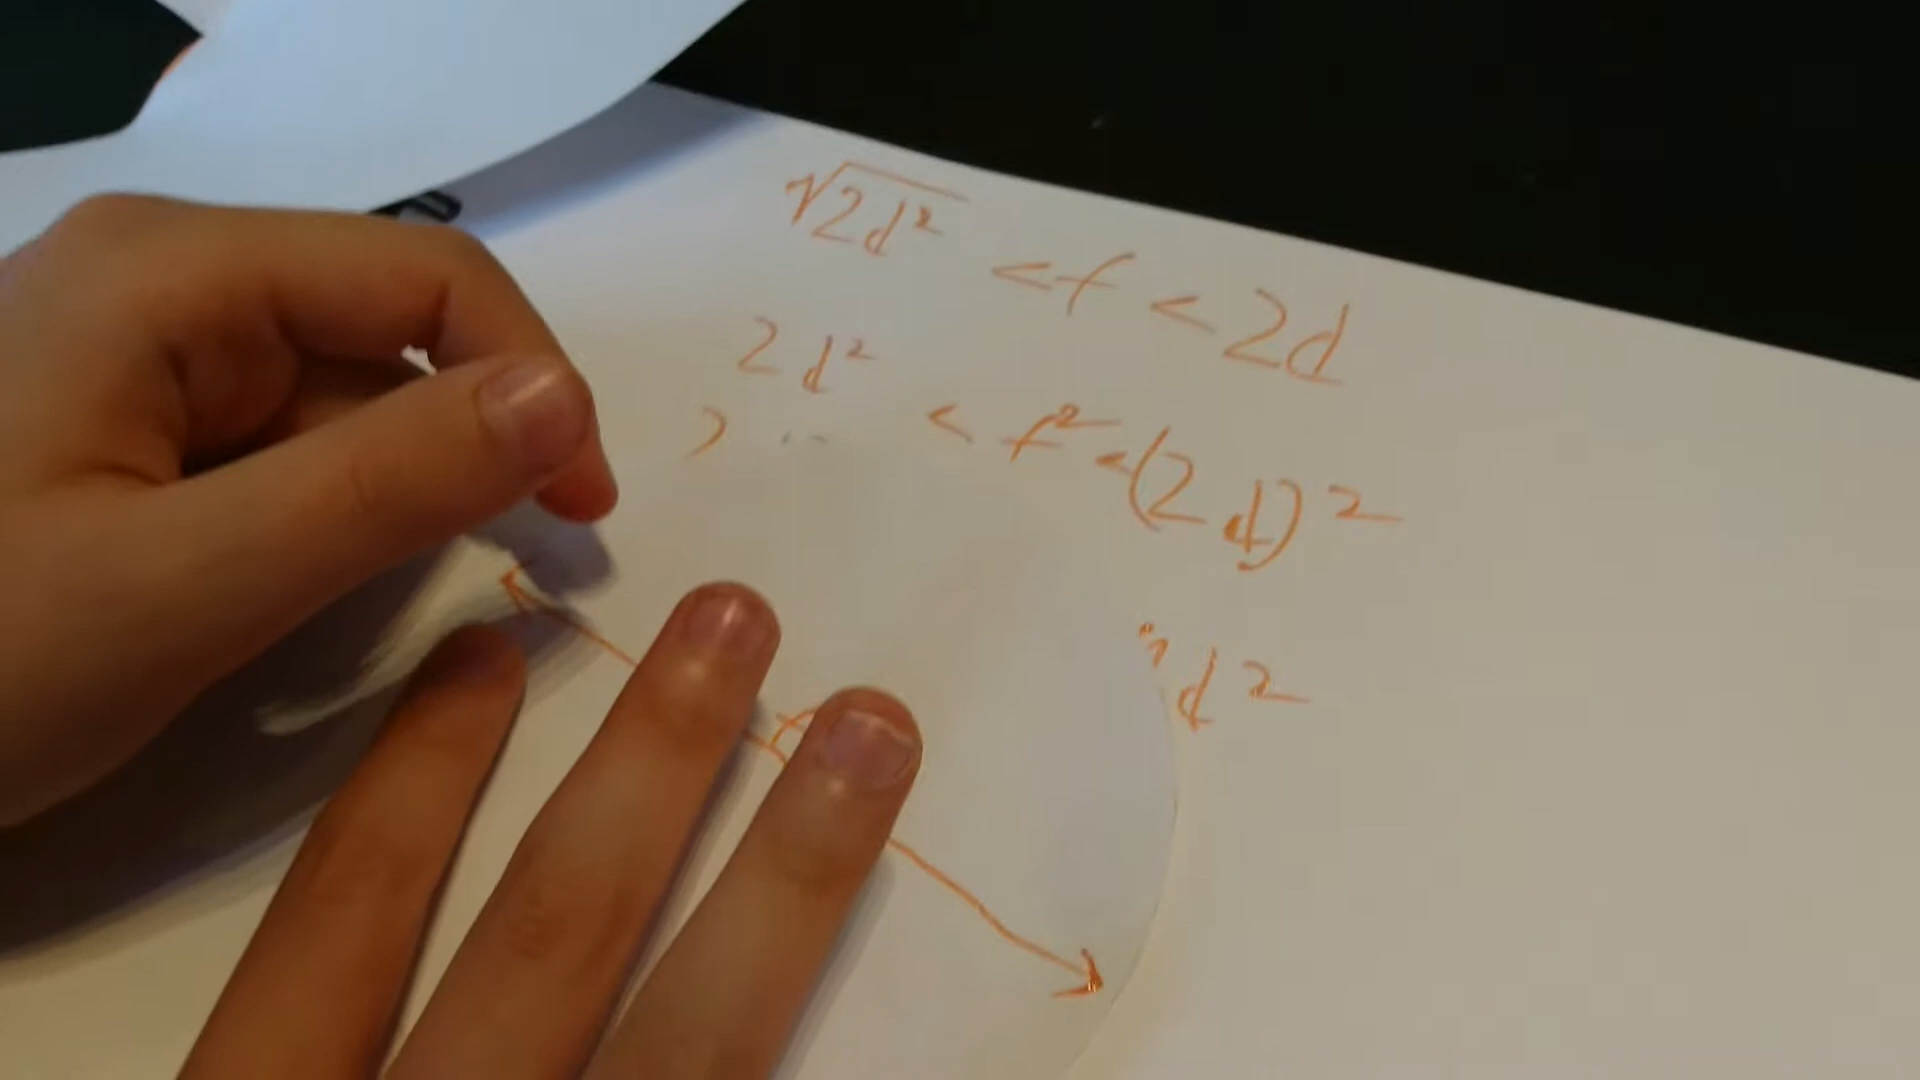 √2d² < f < 2d
2d² < f² < (2d)²
d²